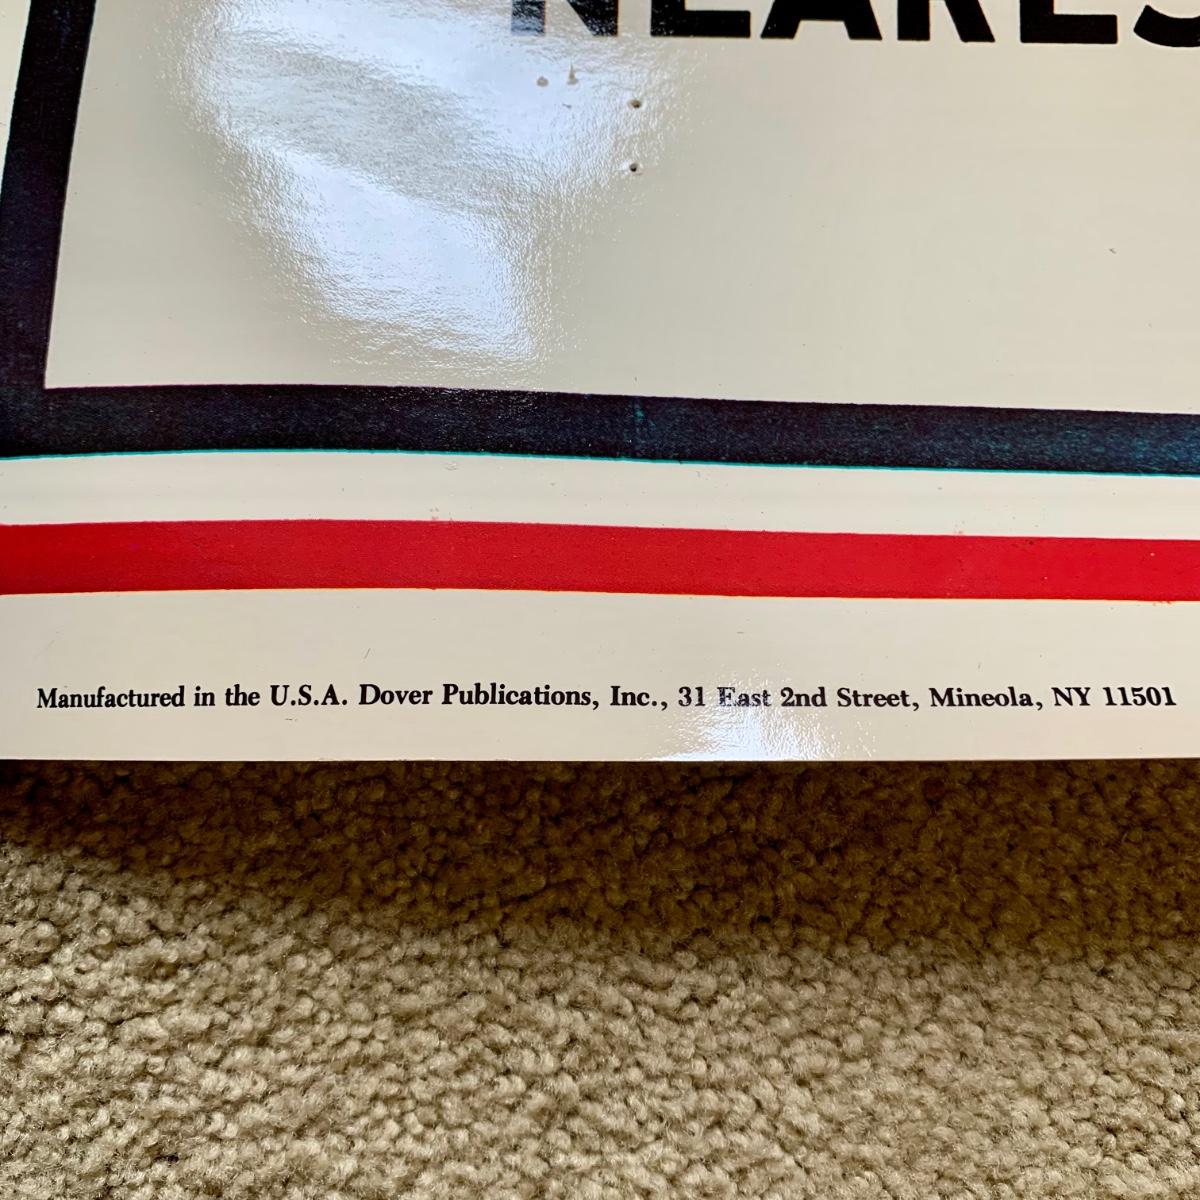 NEARES
Manufactured in the U.S.A. Dover Publications, Inc., 31 East 2nd Street, Mineola, NY 11501